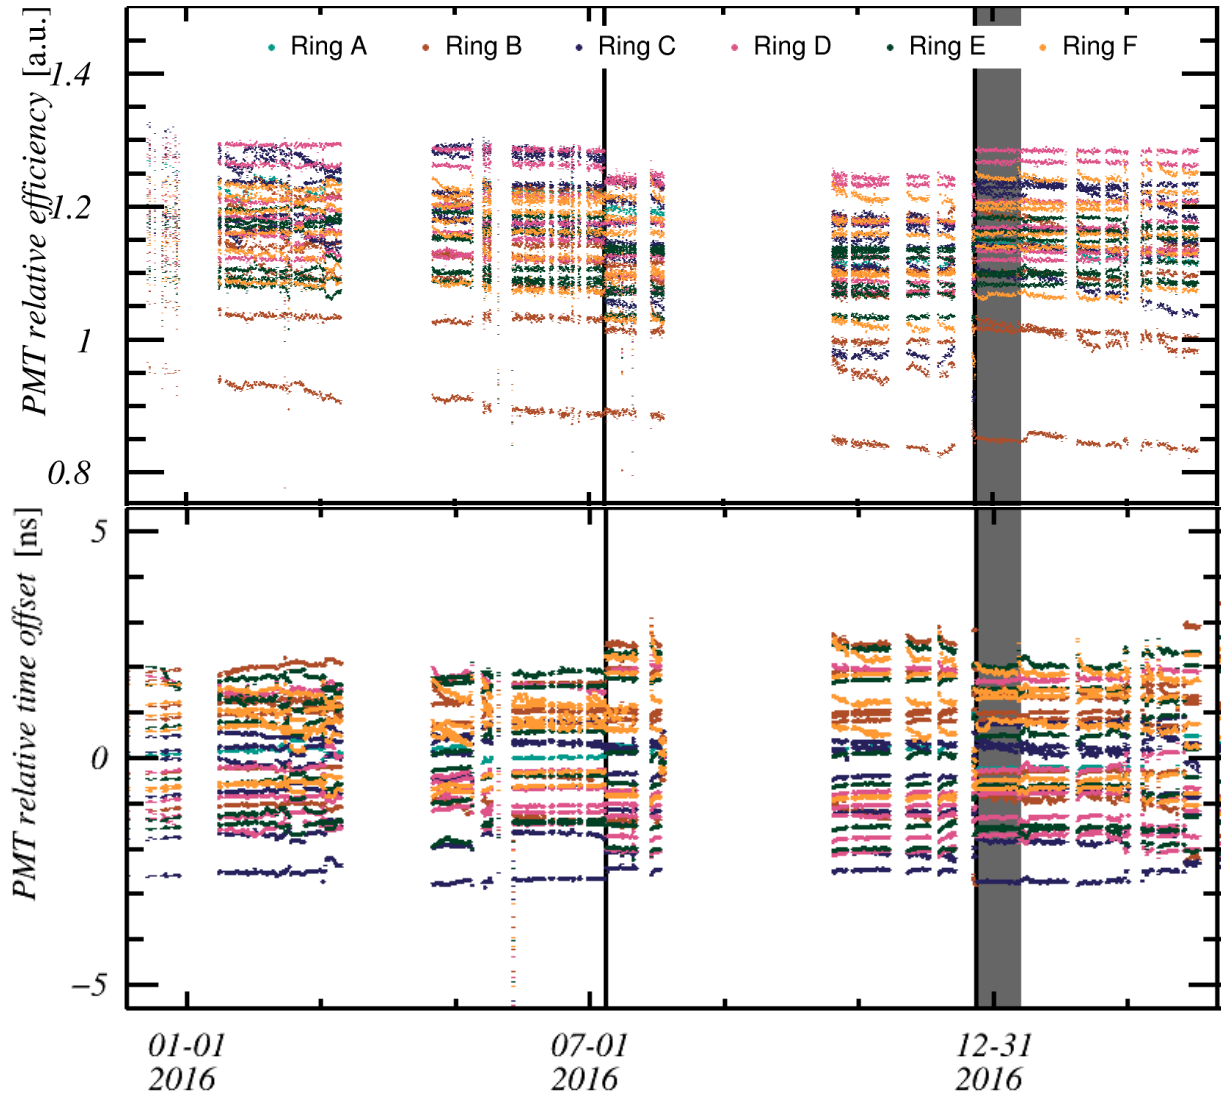 Ring A Ring B Ring C Ring D Ring E Ring F
PMT relative efficiency [a.u.]
1.4
1.2
1
0.8
PMT relative time offset [ns]
5
0
−5
01-01 07-01 12-31
2016 2016 2016